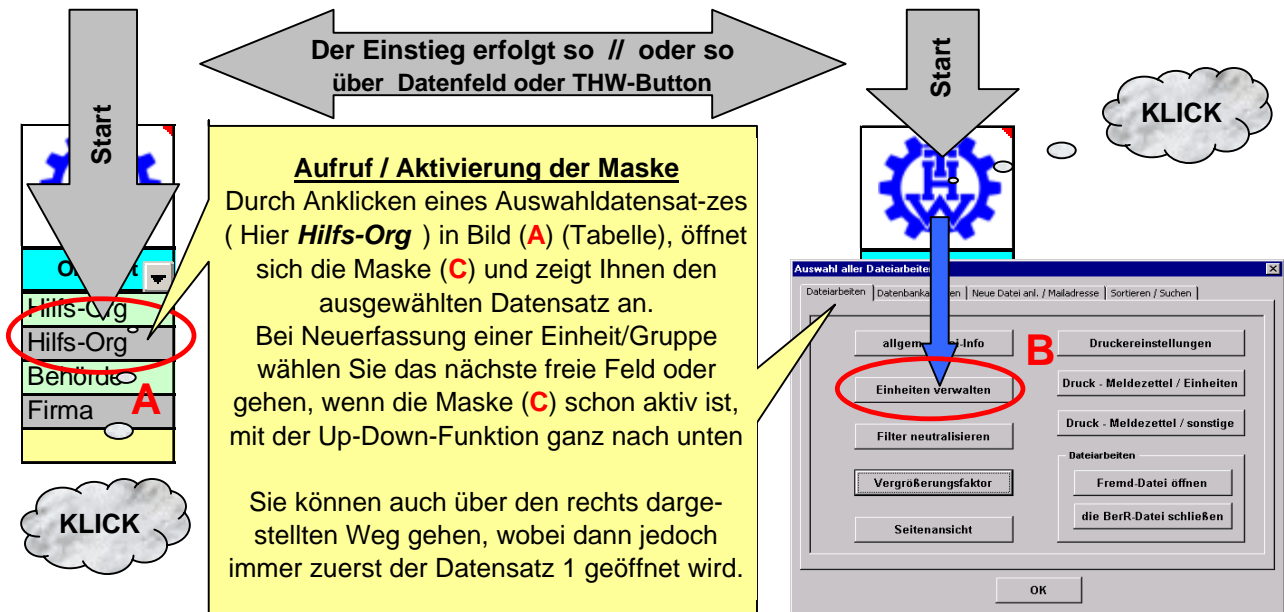 Der Einstieg erfolgt so // oder so
über Datenfeld oder THW-Button
Start
Start
KLICK
Aufruf / Aktivierung der Maske
Durch Anklicken eines Auswahldatensat-zes
( Hier Hilfs-Org ) in Bild (A) (Tabelle), öffnet
sich die Maske (C) und zeigt Ihnen den
ausgewählten Datensatz an.
Bei Neuerfassung einer Einheit/Gruppe
wählen Sie das nächste freie Feld oder
gehen, wenn die Maske (C) schon aktiv ist,
mit der Up-Down-Funktion ganz nach unten
Sie können auch über den rechts darge-
stellten Weg gehen, wobei dann jedoch
immer zuerst der Datensatz 1 geöffnet wird.
Hilfs-Org
Hilfs-Org
Behörde
Firma
A
KLICK
THW
Auswahl aller Dateiarbeiten
Dateiarbeiten
Neue Datei anl. / Mailadresse
Sortieren / Suchen
B
Druckereinstellungen
Einheiten verwalten
Druck - Meldezettel / Einheiten
Filter neutralisieren
Druck - Meldezettel / sonstige
Dateiarbeiten
Vergrößerungsfaktor
Fremd-Datei öffnen
die BerR-Datei schließen
Seitenansicht
OK